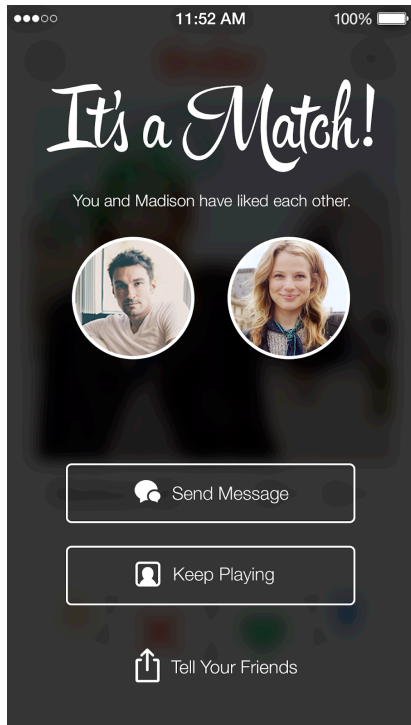 11:52 AM 100%
It's a Match!
You and Madison have liked each other.
Send Message
Keep Playing
Tell Your Friends